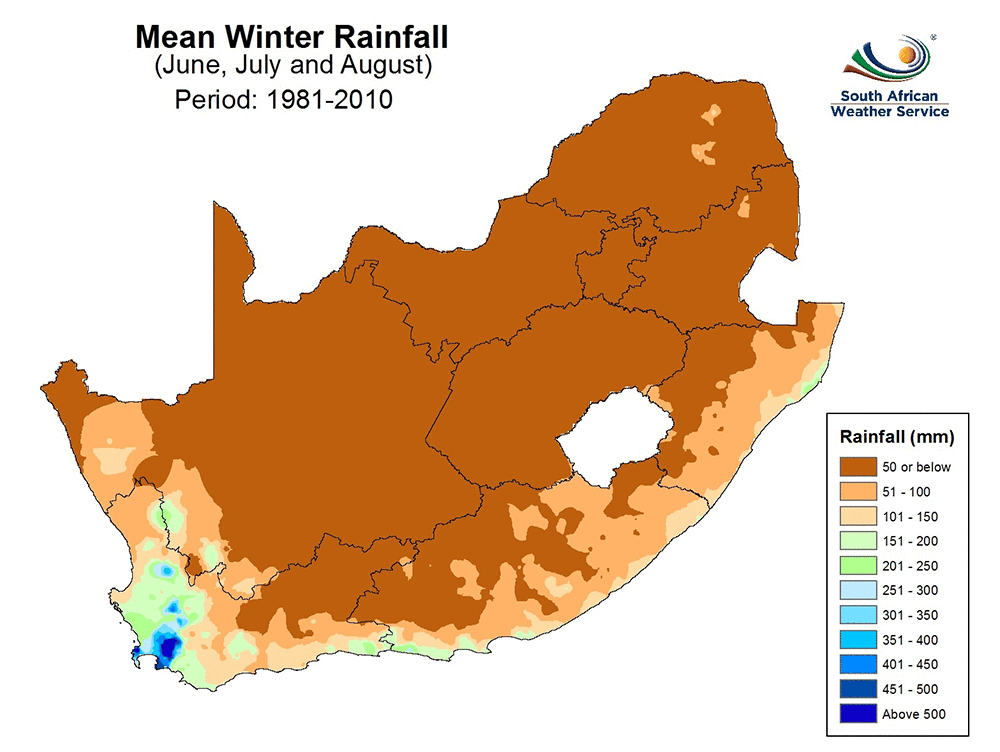 Mean Winter Rainfall
(June, July and August)
Period: 1981-2010
®
South African
Weather Service
Rainfall (mm)
50 or below
51 - 100
101 - 150
151 - 200
201 - 250
251 - 300
301 - 350
351 - 400
401 - 450
451 - 500
Above 500